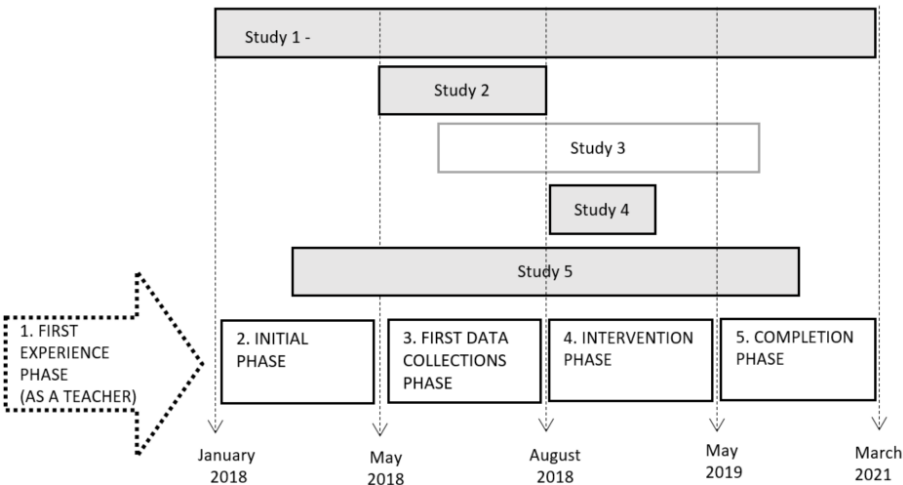 Study 1 -
Study 2
Study 3
Study 4
Study 5
1. FIRST
EXPERIENCE
PHASE
(AS A TEACHER)
2. INITIAL
PHASE
3. FIRST DATA
COLLECTIONS
PHASE
4. INTERVENTION
PHASE
5. COMPLETION
PHASE
January
2018
May
2018
August
2018
May
2019
March
2021